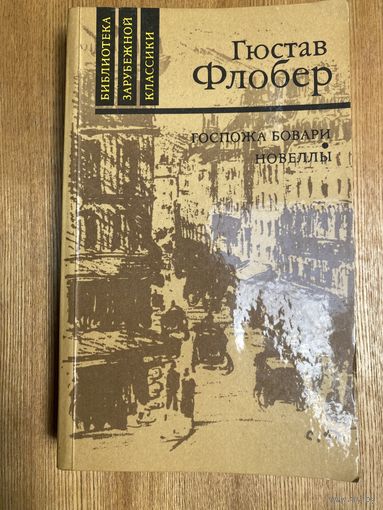 БИБЛИОТЕКА
ЗАРУБЕЖНОЙ
КЛАССИКИ
Гюстав
Флобер
ГОСПОЖА БОВАРИ
•
НОВЕЛЛЫ